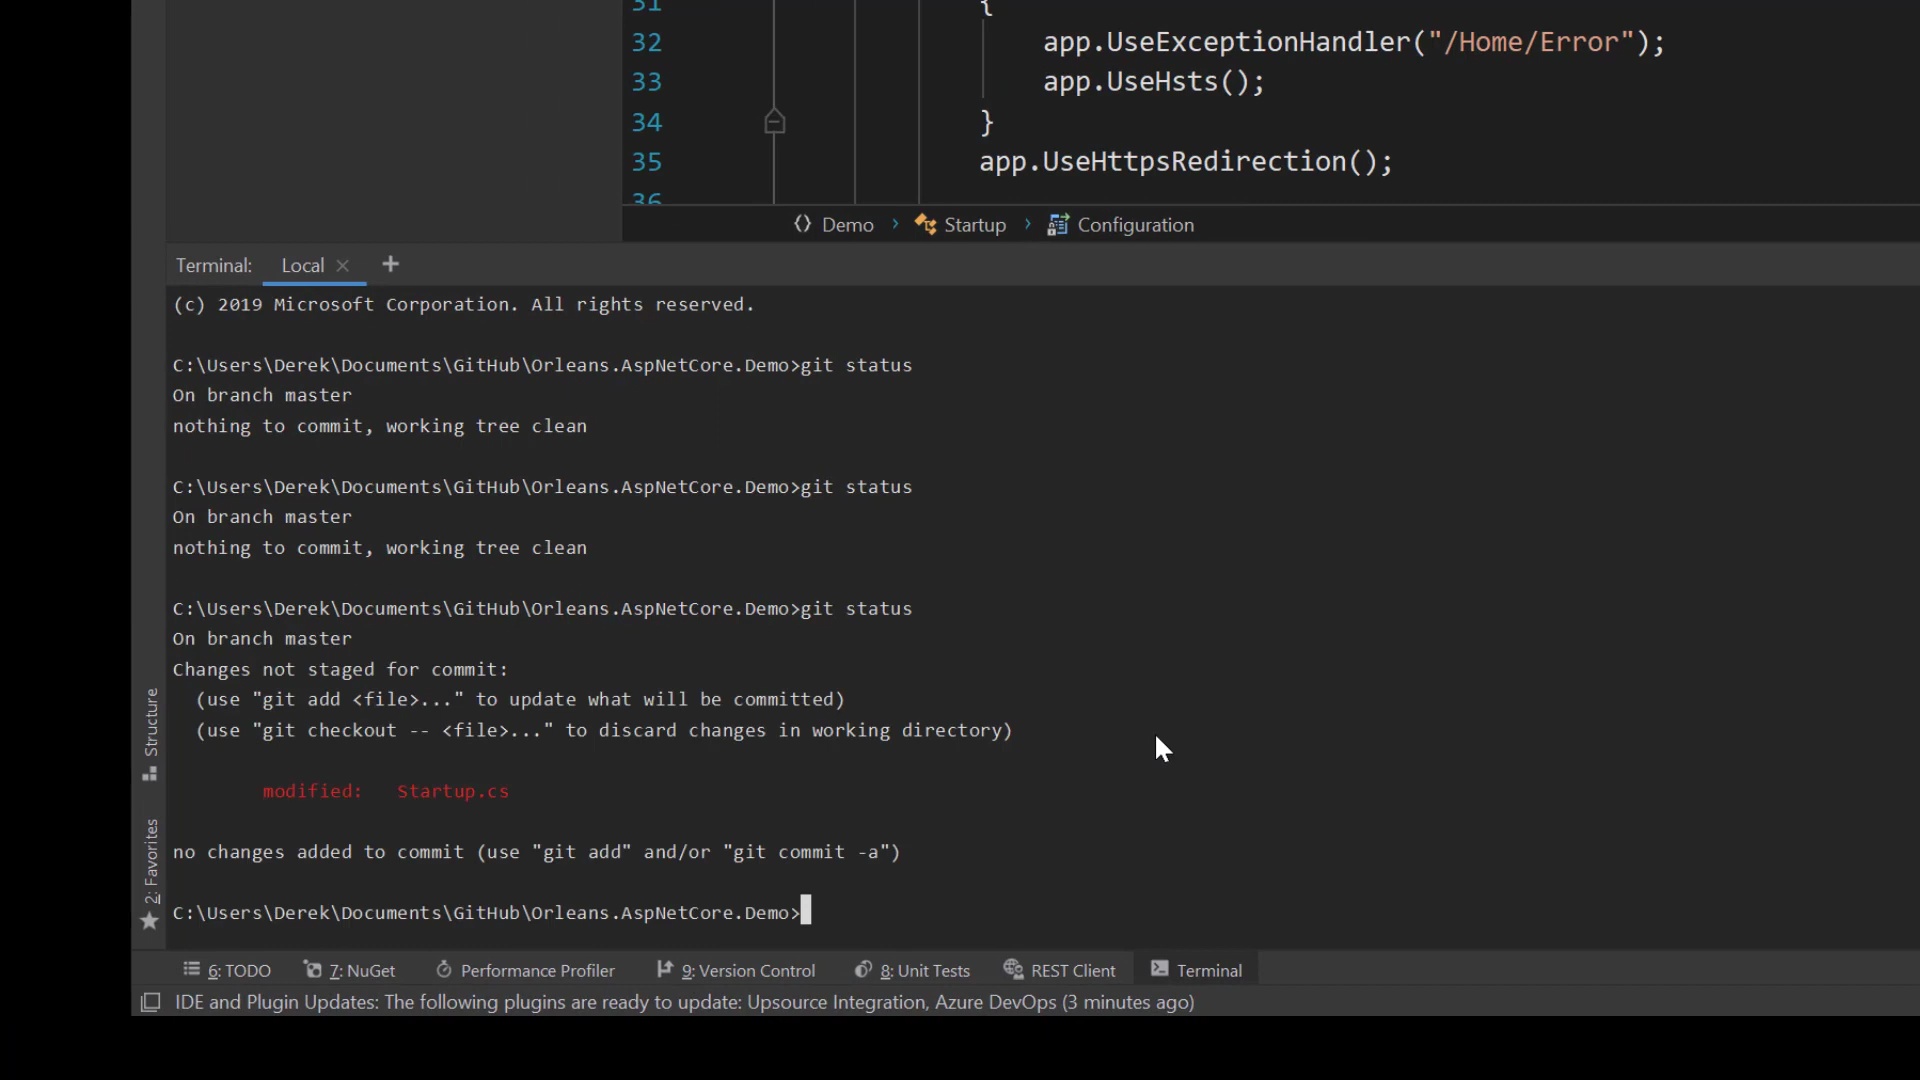 31 {
32 app.UseExceptionHandler("/Home/Error");
33 app.UseHsts();
34 }
35 app.UseHttpsRedirection();
36
Demo › Startup › Configuration
Terminal: Local × +
(c) 2019 Microsoft Corporation. All rights reserved.
C:\Users\Derek\Documents\GitHub\Orleans.AspNetCore.Demo>git status
On branch master
nothing to commit, working tree clean
C:\Users\Derek\Documents\GitHub\Orleans.AspNetCore.Demo>git status
On branch master
nothing to commit, working tree clean
C:\Users\Derek\Documents\GitHub\Orleans.AspNetCore.Demo>git status
On branch master
Changes not staged for commit:
  (use "git add <file>..." to update what will be committed)
  (use "git checkout -- <file>..." to discard changes in working directory)
modified:   Startup.cs
no changes added to commit (use "git add" and/or "git commit -a")
C:\Users\Derek\Documents\GitHub\Orleans.AspNetCore.Demo>
Structure
2: Favorites
6: TODO 7: NuGet Performance Profiler 9: Version Control 8: Unit Tests REST Client Terminal
IDE and Plugin Updates: The following plugins are ready to update: Upsource Integration, Azure DevOps (3 minutes ago)